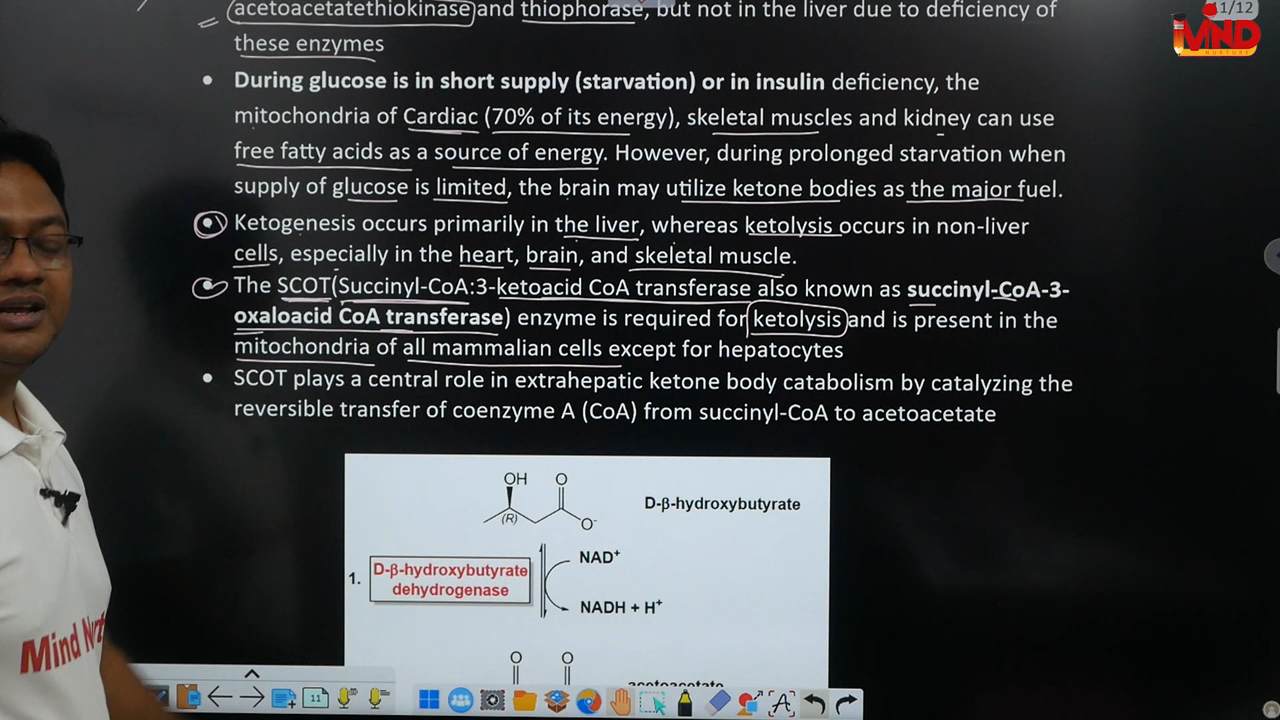 acetoacetatethiokinase and thiophorase, but not in the liver due to deficiency of
these enzymes
11/12
MND
NURTURE
• During glucose is in short supply (starvation) or in insulin deficiency, the
mitochondria of Cardiac (70% of its energy), skeletal muscles and kidney can use
free fatty acids as a source of energy. However, during prolonged starvation when
supply of glucose is limited, the brain may utilize ketone bodies as the major fuel.
• Ketogenesis occurs primarily in the liver, whereas ketolysis occurs in non-liver
cells, especially in the heart, brain, and skeletal muscle.
• The SCOT(Succinyl-CoA:3-ketoacid CoA transferase also known as succinyl-CoA-3-
oxaloacid CoA transferase) enzyme is required for ketolysis and is present in the
mitochondria of all mammalian cells except for hepatocytes
• SCOT plays a central role in extrahepatic ketone body catabolism by catalyzing the
reversible transfer of coenzyme A (CoA) from succinyl-CoA to acetoacetate
OH O
(R) O-
D-β-hydroxybutyrate
1. D-β-hydroxybutyrate
dehydrogenase
NAD+
NADH + H+
O O
acetoacetate
Mind
11
A